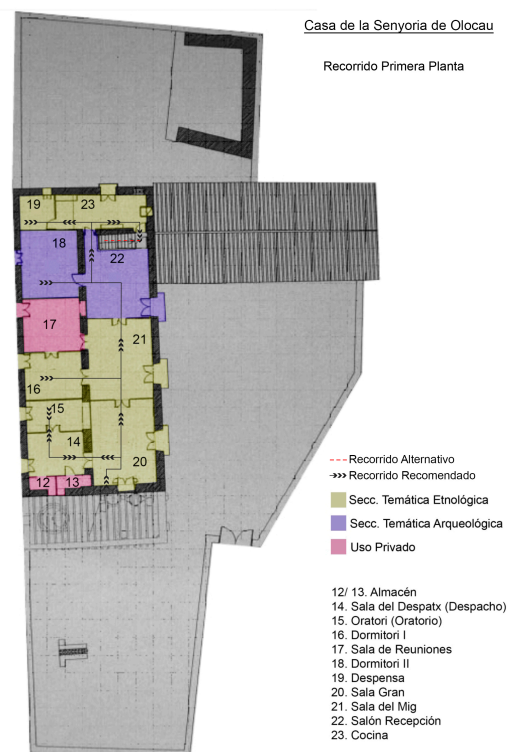 Casa de la Senyoria de Olocau
Recorrido Primera Planta
19
23
18
22
17
21
16
15
14
20
12
13
Recorrido Alternativo
Recorrido Recomendado
Secc. Temática Etnológica
Secc. Temática Arqueológica
Uso Privado
12/ 13. Almacén
14. Sala del Despatx (Despacho)
15. Oratori (Oratorio)
16. Dormitori I
17. Sala de Reuniones
18. Dormitori II
19. Despensa
20. Sala Gran
21. Sala del Mig
22. Salón Recepción
23. Cocina